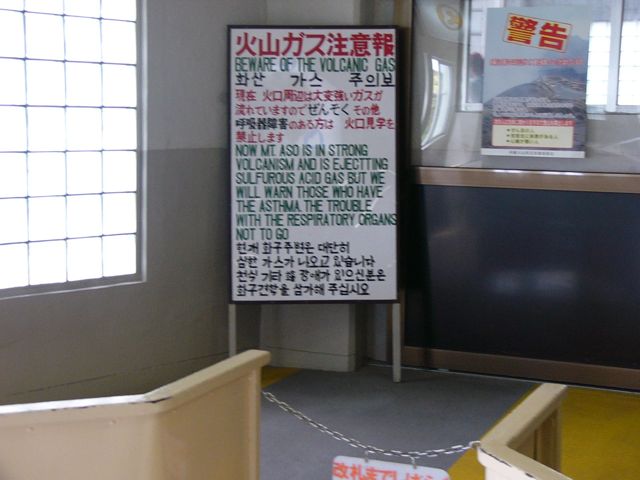 火山ガス注意報
BEWARE OF THE VOLCANIC GAS
화산 가스 주의보
現在 火口周辺は大変強いガスが
流れていますのでぜんそくその他
呼吸器障害のある方は 火口見学を
禁止します
NOW MT. ASO IS IN STRONG
VOLCANISM AND IS EJECTTING
SULFUROUS ACID GAS BUT WE
WILL WARN THOSE WHO HAVE
THE ASTHMA, THE TROUBLE
WITH THE RESPIRATORY ORGANS
NOT TO GO
현재 화구주변은 대단히
심한 가스가 나오고 있습니다
천식 기타 해 장애가 있으신분은
화구견학을 삼가해 주십시오
警告
改札まで